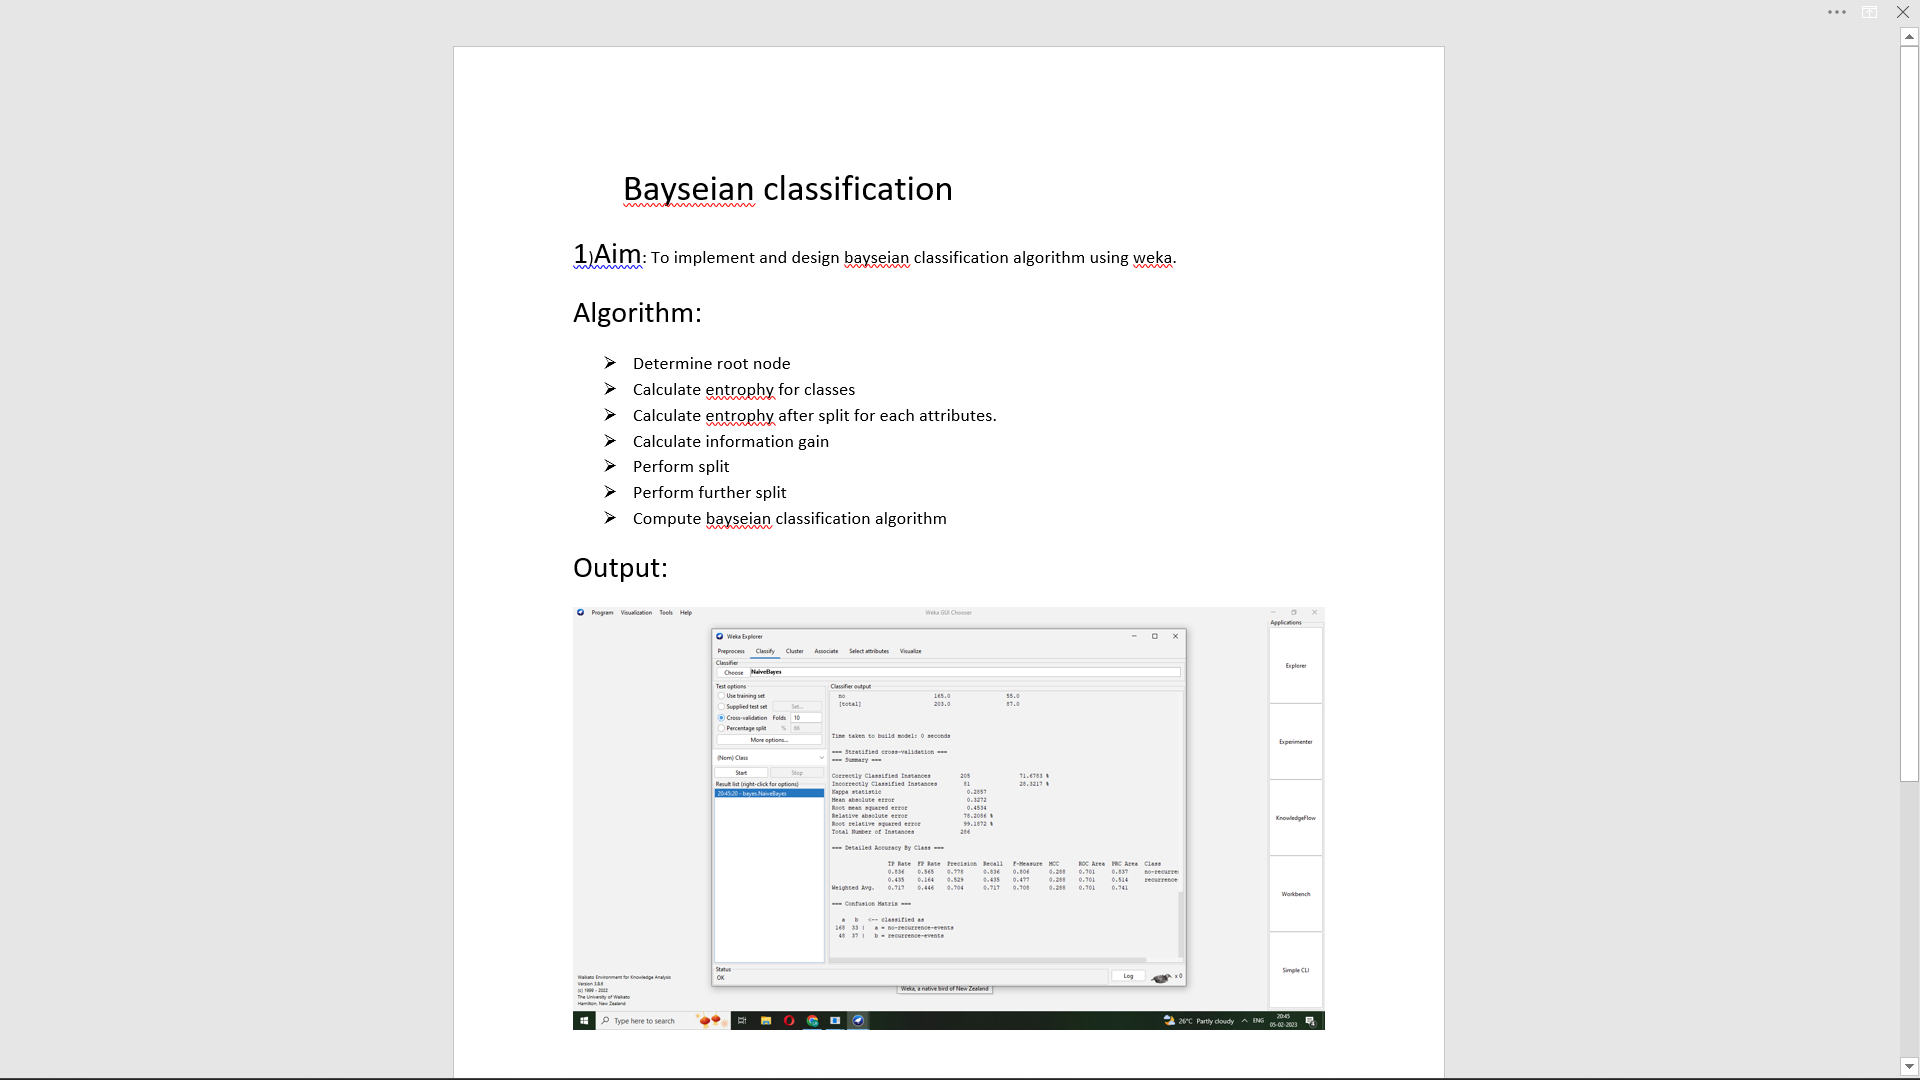 Bayseian classification
1)Aim: To implement and design bayseian classification algorithm using weka.
Algorithm:
➢ Determine root node
➢ Calculate entrophy for classes
➢ Calculate entrophy after split for each attributes.
➢ Calculate information gain
➢ Perform split
➢ Perform further split
➢ Compute bayseian classification algorithm
Output:
Program Visualization Tools Help
Weka GUI Chooser
Applications
Weka Explorer
Preprocess Classify Cluster Associate Select attributes Visualize
Classifier
Choose NaiveBayes
Test options
Use training set
Supplied test set Set...
Cross-validation Folds 10
Percentage split % 66
More options...
(Nom) Class
Start Stop
Result list (right-click for options)
20:45:20 - bayes.NaiveBayes
Classifier output
no 165.0 55.0
[total] 203.0 87.0
Time taken to build model: 0 seconds
=== Stratified cross-validation ===
=== Summary ===
Correctly Classified Instances 205 71.6783 %
Incorrectly Classified Instances 81 28.3217 %
Kappa statistic 0.2857
Mean absolute error 0.3272
Root mean squared error 0.4534
Relative absolute error 78.2086 %
Root relative squared error 99.1872 %
Total Number of Instances 286
=== Detailed Accuracy By Class ===
TP Rate FP Rate Precision Recall F-Measure MCC ROC Area PRC Area Class
0.836 0.565 0.778 0.836 0.806 0.288 0.701 0.837 no-recurre
0.435 0.164 0.529 0.435 0.477 0.288 0.701 0.514 recurrence
Weighted Avg. 0.717 0.446 0.704 0.717 0.708 0.288 0.701 0.741
=== Confusion Matrix ===
a b <-- classified as
168 33 | a = no-recurrence-events
48 37 | b = recurrence-events
Status
OK
Log x 0
Weka, a native bird of New Zealand
Explorer
Experimenter
KnowledgeFlow
Workbench
Simple CLI
Waikato Environment for Knowledge Analysis
Version 3.8.6
(c) 1999 - 2022
The University of Waikato
Hamilton, New Zealand
Type here to search
26°C Partly cloudy ENG 20:45
05-02-2023